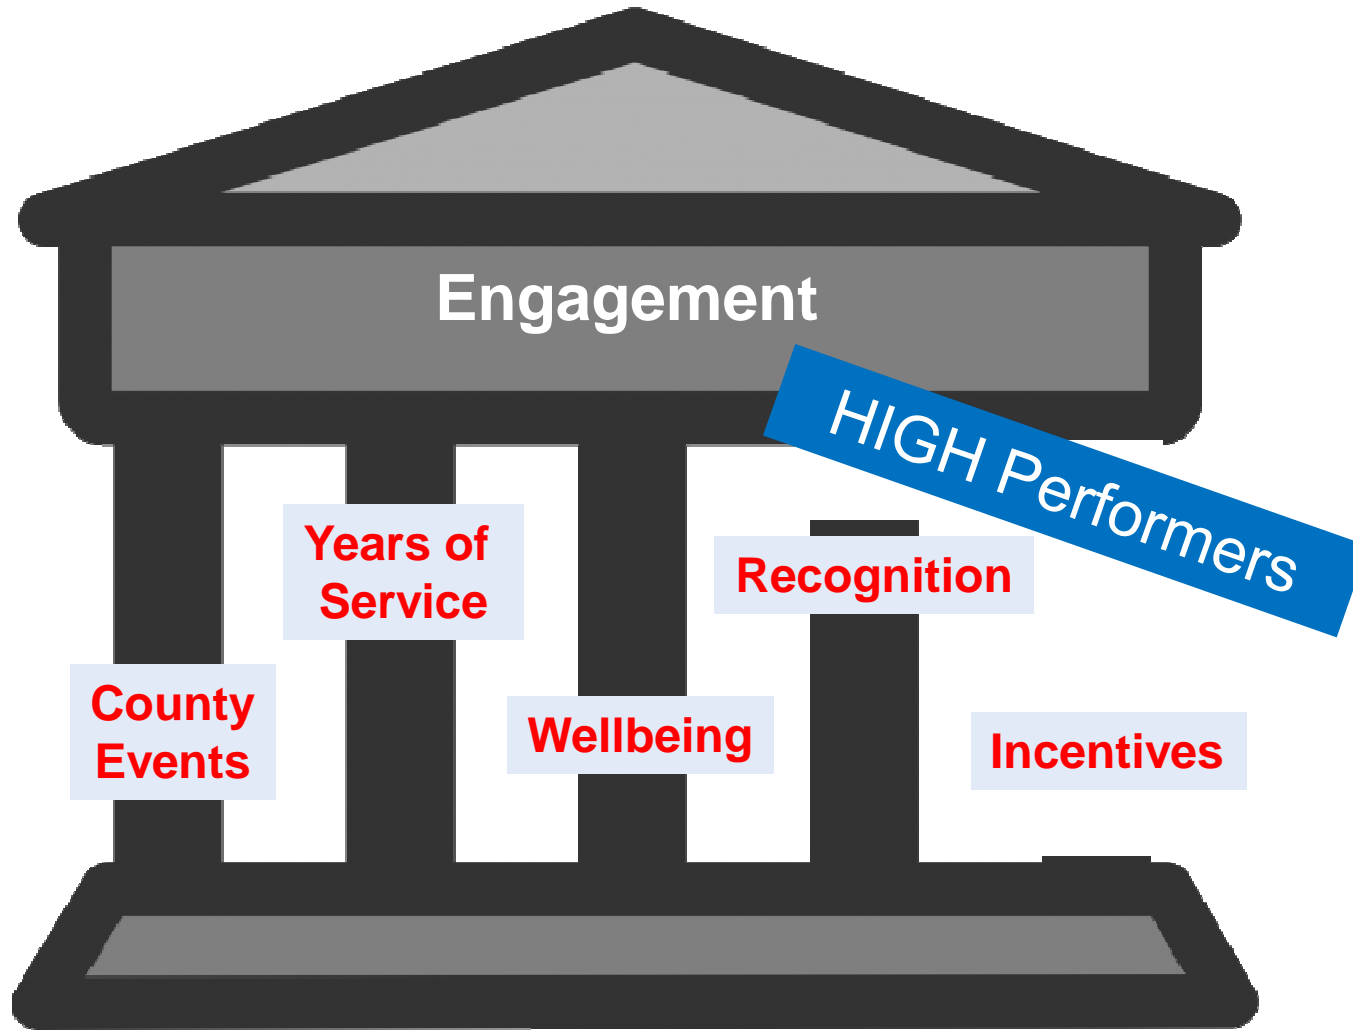 Engagement
HIGH Performers
Years of
Service
Recognition
County
Events
Wellbeing
Incentives